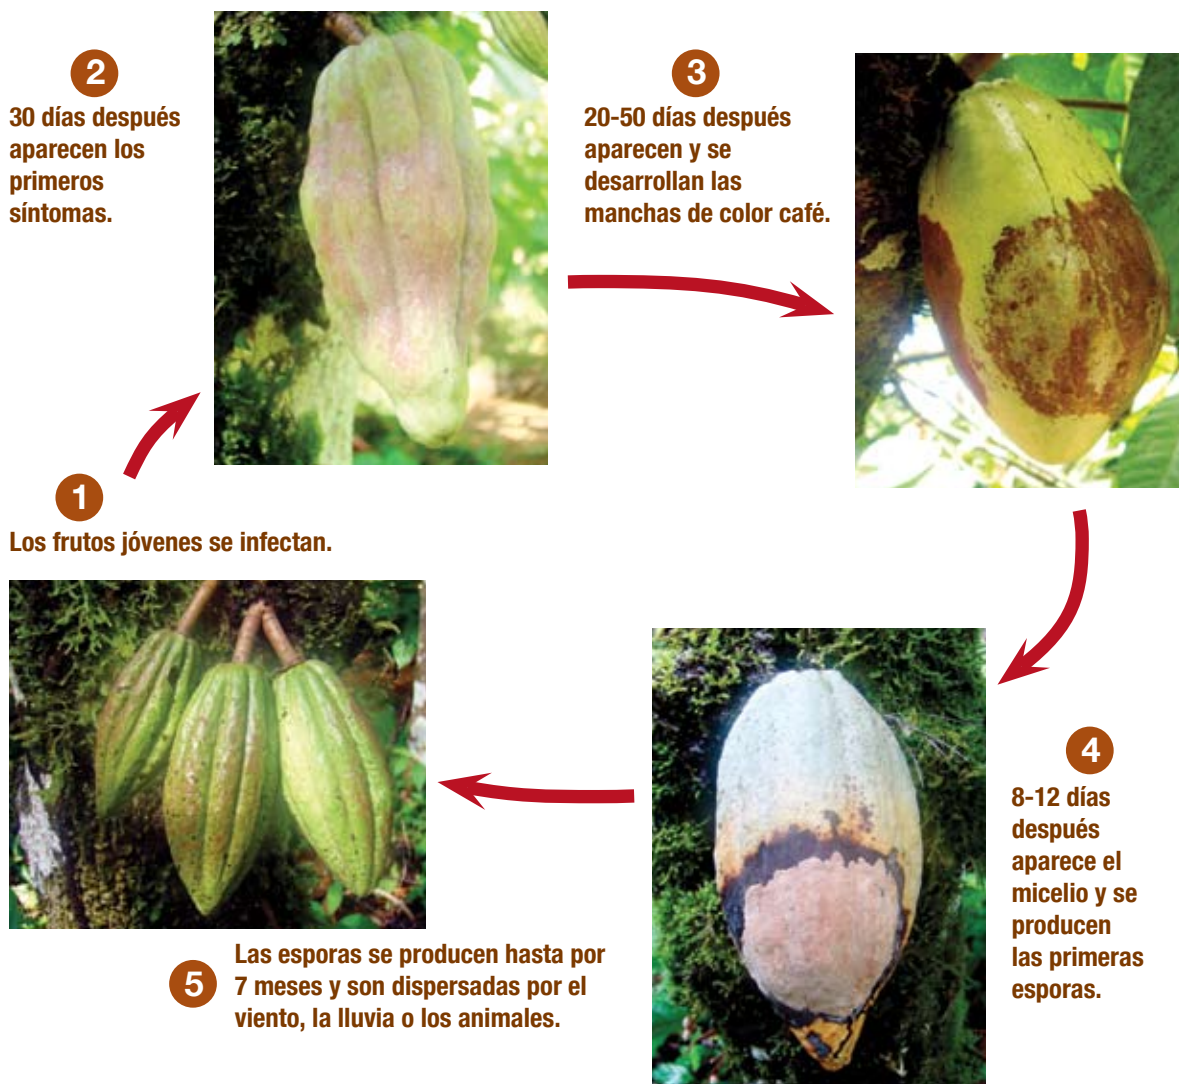 1
Los frutos jóvenes se infectan.
2
30 días después
aparecen los
primeros
síntomas.
3
20-50 días después
aparecen y se
desarrollan las
manchas de color café.
4
8-12 días
después
aparece el
micelio y se
producen
las primeras
esporas.
5
Las esporas se producen hasta por
7 meses y son dispersadas por el
viento, la lluvia o los animales.